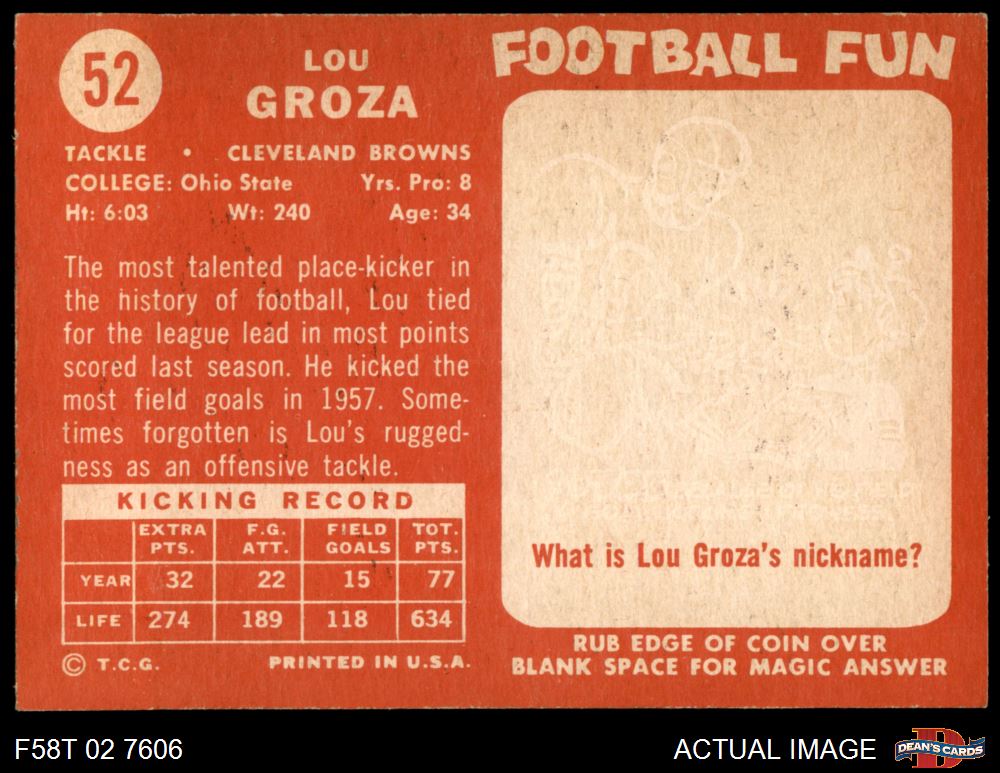 52
LOU
GROZA
TACKLE • CLEVELAND BROWNS
COLLEGE: Ohio State Yrs. Pro: 8
Ht: 6:03 Wt: 240 Age: 34
The most talented place-kicker in
the history of football, Lou tied
for the league lead in most points
scored last season. He kicked the
most field goals in 1957. Some-
times forgotten is Lou's rugged-
ness as an offensive tackle.
KICKING RECORD
EXTRA PTS. F.G. ATT. FIELD GOALS TOT. PTS.
YEAR 32 22 15 77
LIFE 274 189 118 634
© T.C.G. PRINTED IN U.S.A.
FOOTBALL FUN
What is Lou Groza's nickname?
RUB EDGE OF COIN OVER
BLANK SPACE FOR MAGIC ANSWER
F58T 02 7606
ACTUAL IMAGE
D
DEAN'S CARDS